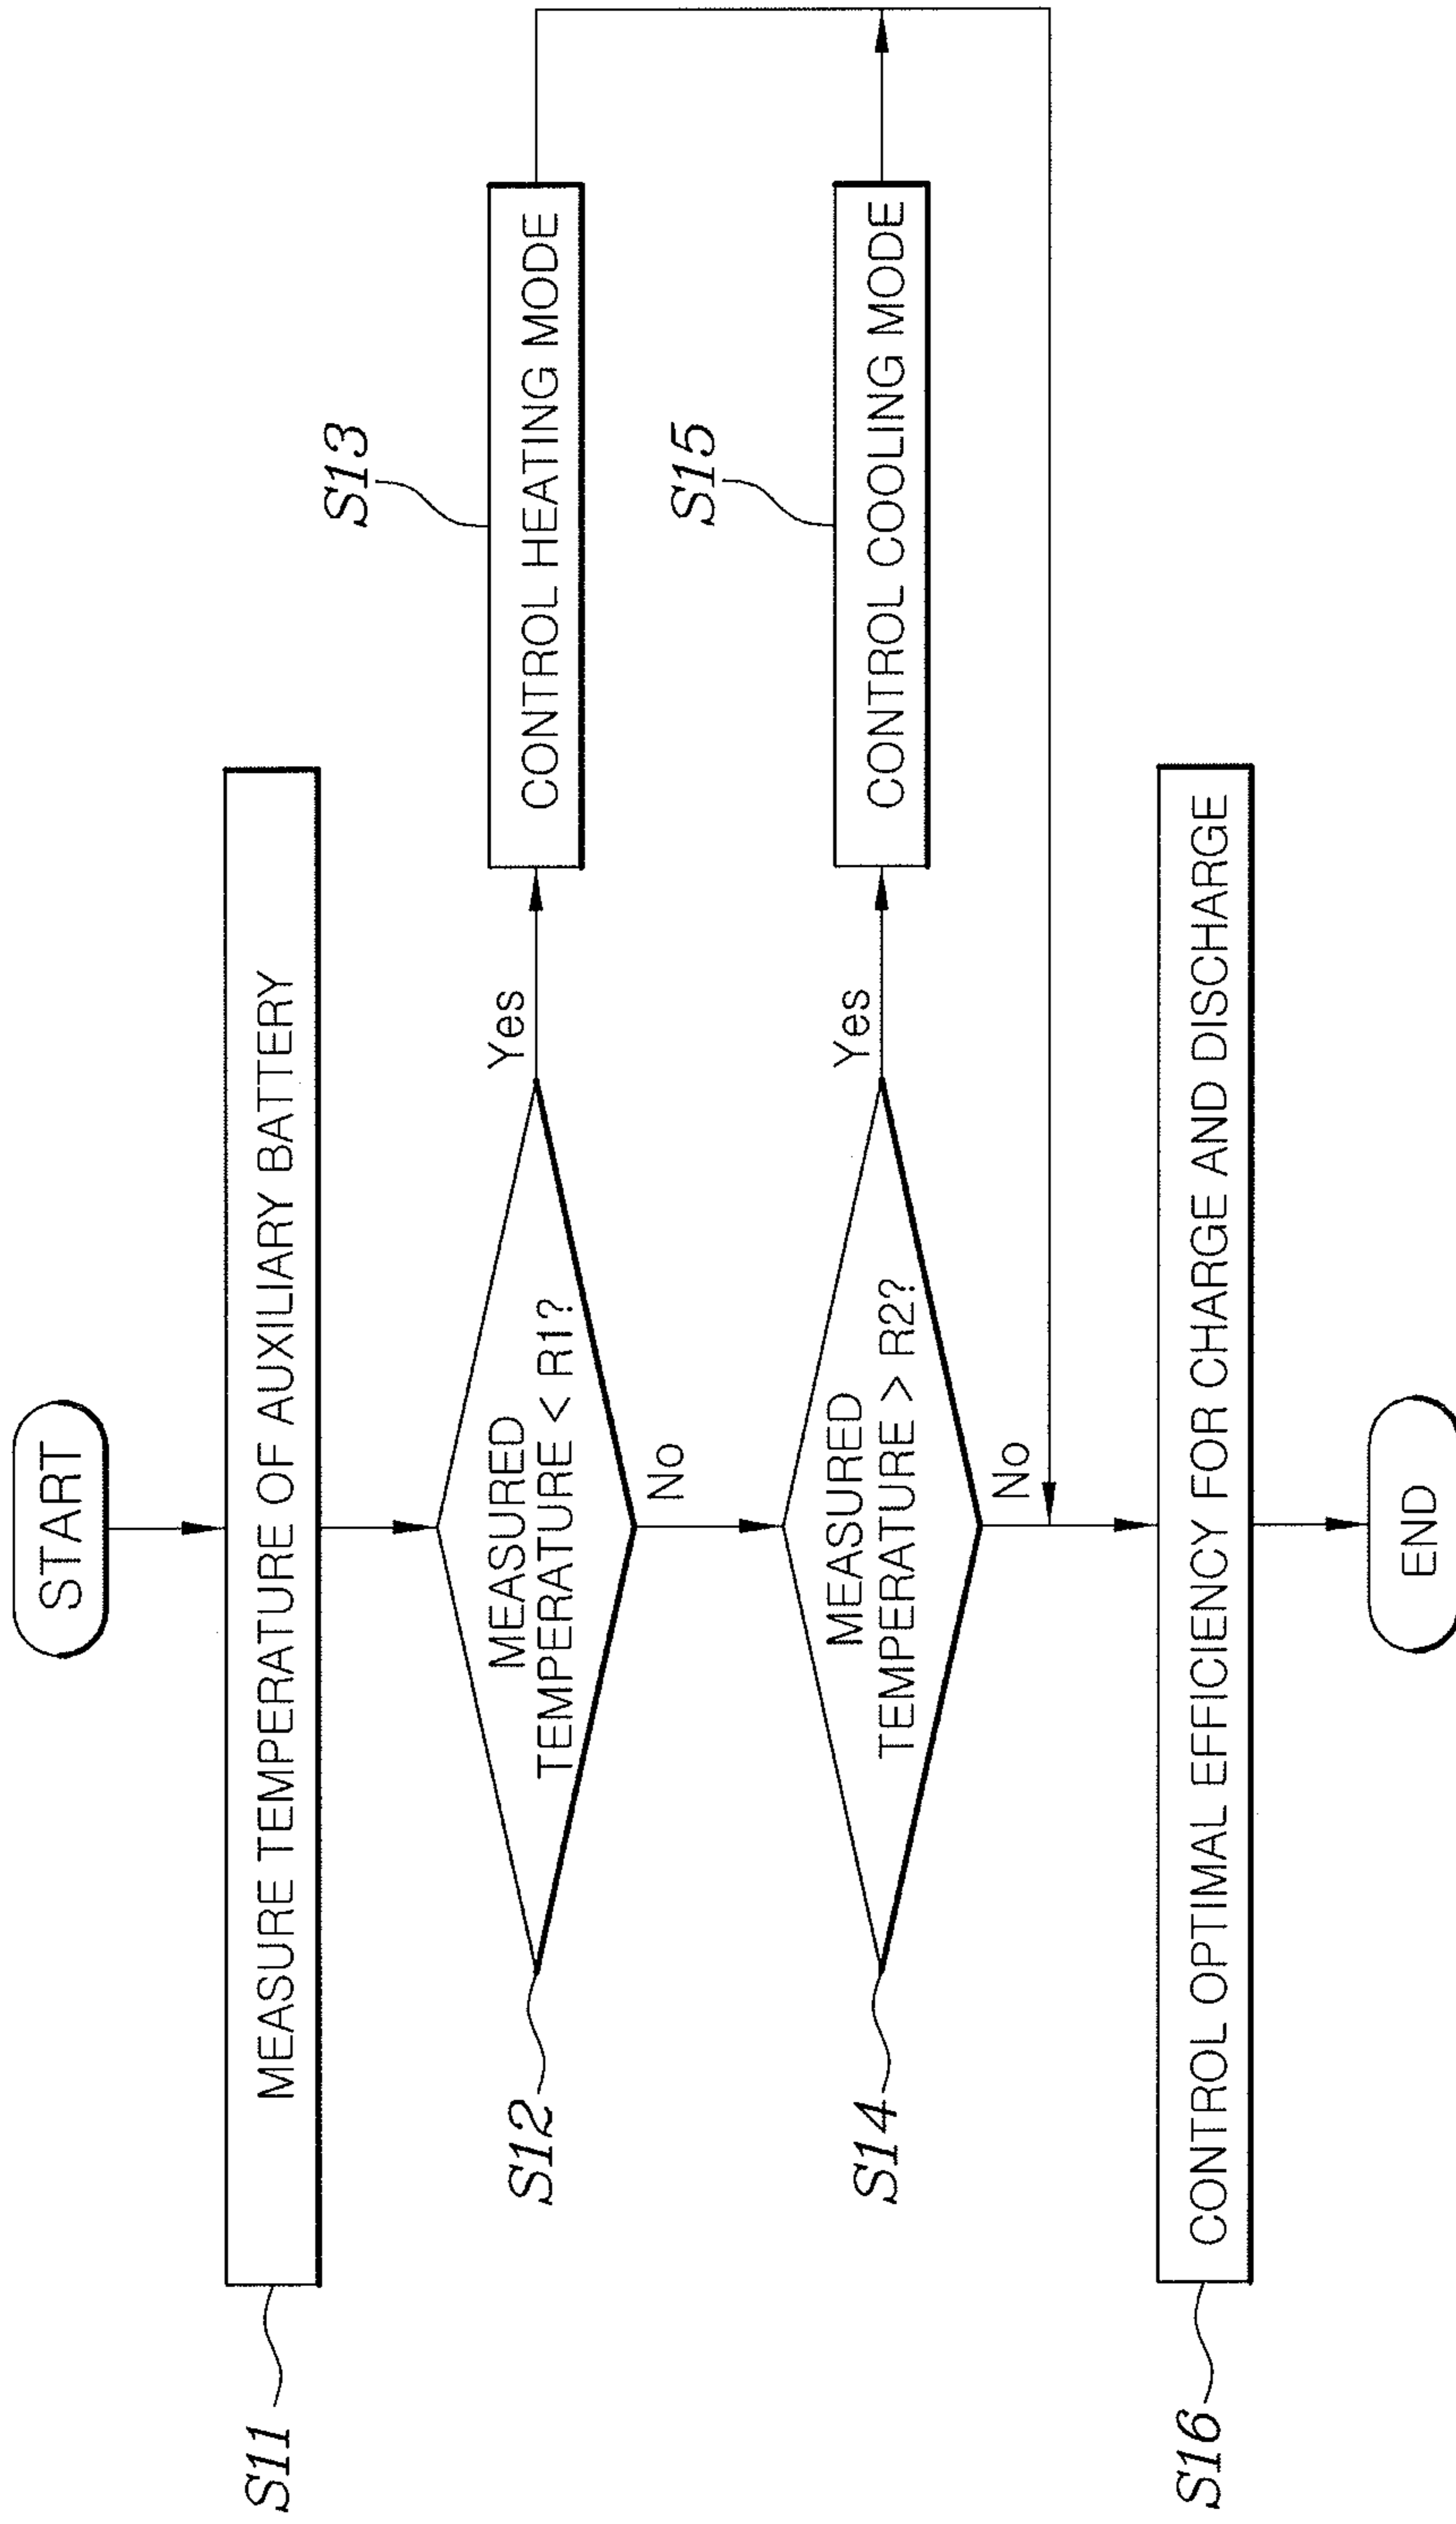 START
S11
MEASURE TEMPERATURE OF AUXILIARY BATTERY
S12
MEASURED
TEMPERATURE < R1?
Yes
No
S13
CONTROL HEATING MODE
S14
MEASURED
TEMPERATURE > R2?
Yes
No
S15
CONTROL COOLING MODE
S16
CONTROL OPTIMAL EFFICIENCY FOR CHARGE AND DISCHARGE
END